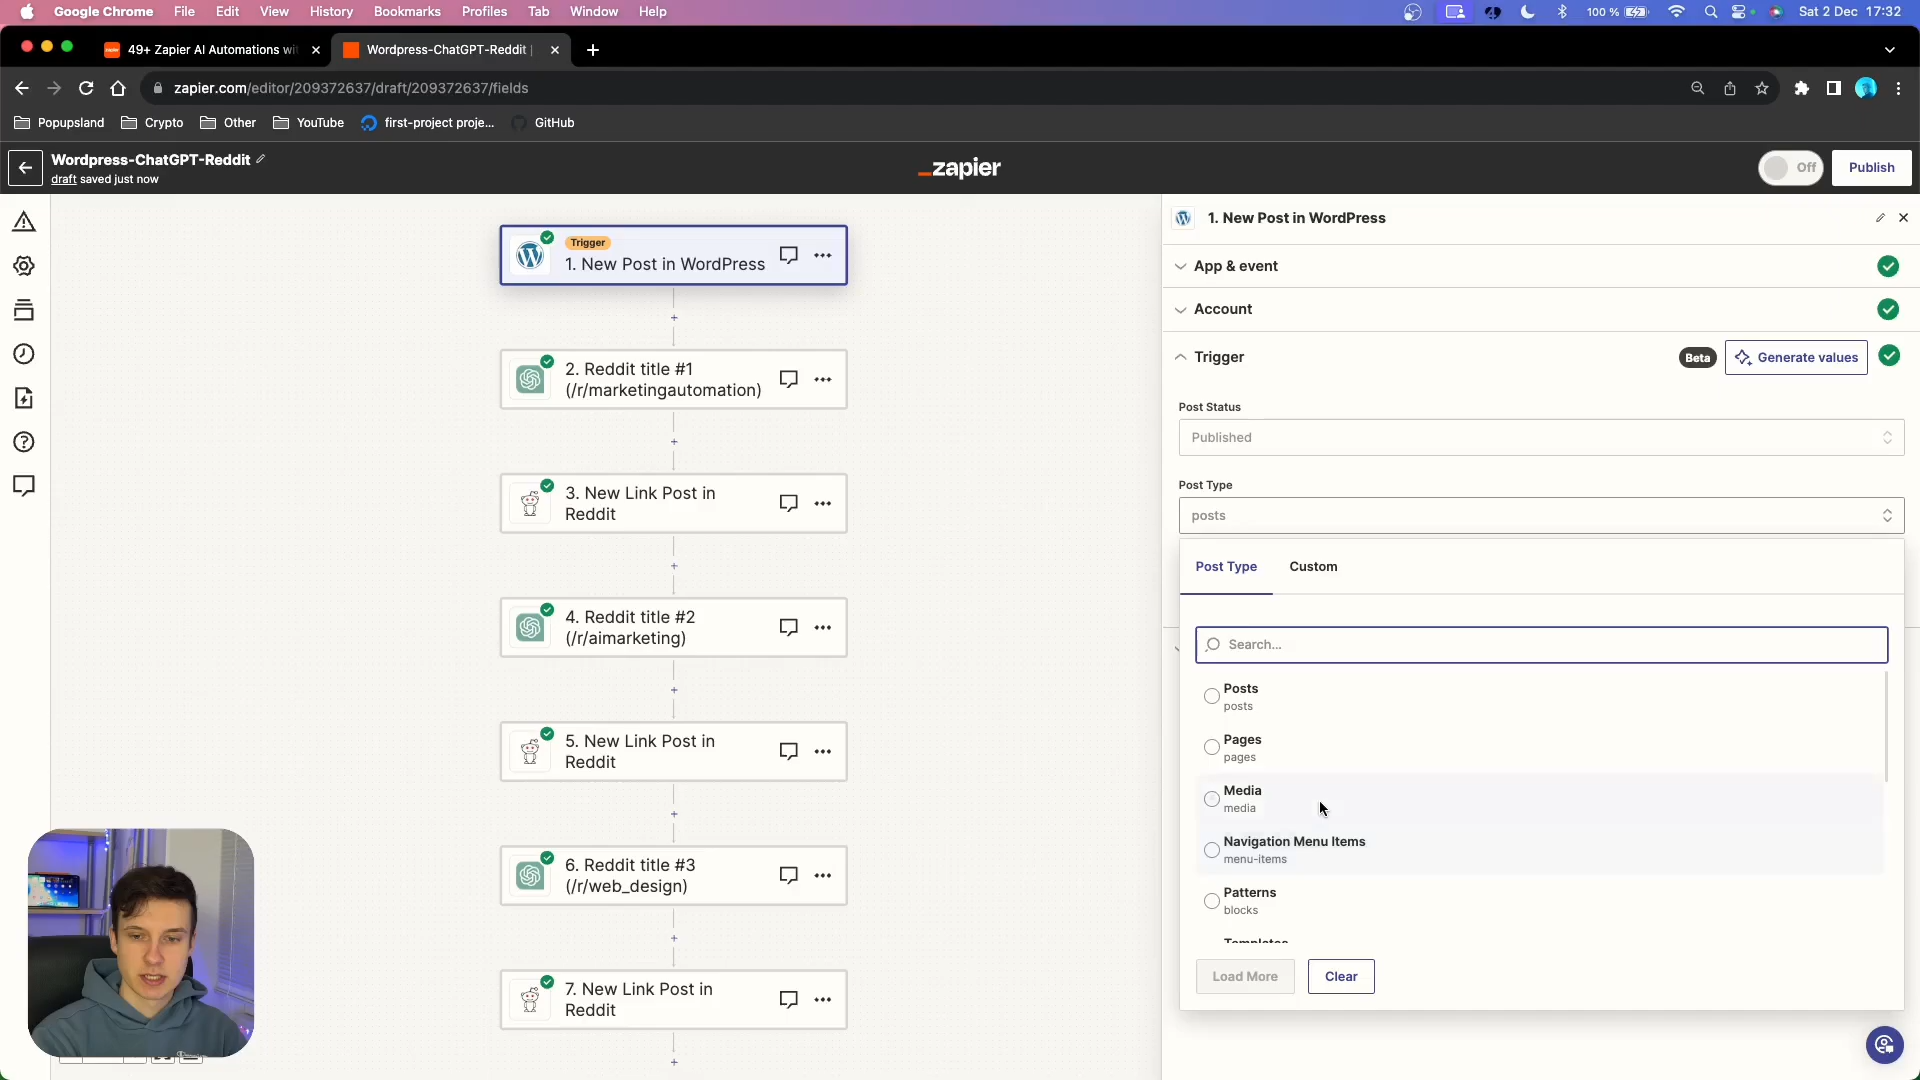 Google Chrome File Edit View History Bookmarks Profiles Tab Window Help
100 % Sat 2 Dec 17:32
49+ Zapier AI Automations wi
Wordpress-ChatGPT-Reddit |
zapier.com/editor/209372637/draft/209372637/fields
Popupsland Crypto Other YouTube first-project proje... GitHub
Wordpress-ChatGPT-Reddit
draft saved just now
zapier
Off
Publish
Trigger
1. New Post in WordPress
2. Reddit title #1
(/r/marketingautomation)
3. New Link Post in
Reddit
4. Reddit title #2
(/r/aimarketing)
5. New Link Post in
Reddit
6. Reddit title #3
(/r/web_design)
7. New Link Post in
Reddit
1. New Post in WordPress
App & event
Account
Trigger
Beta
Generate values
Post Status
Published
Post Type
posts
Post Type Custom
Search...
Posts
posts
Pages
pages
Media
media
Navigation Menu Items
menu-items
Patterns
blocks
Templates
Load More
Clear